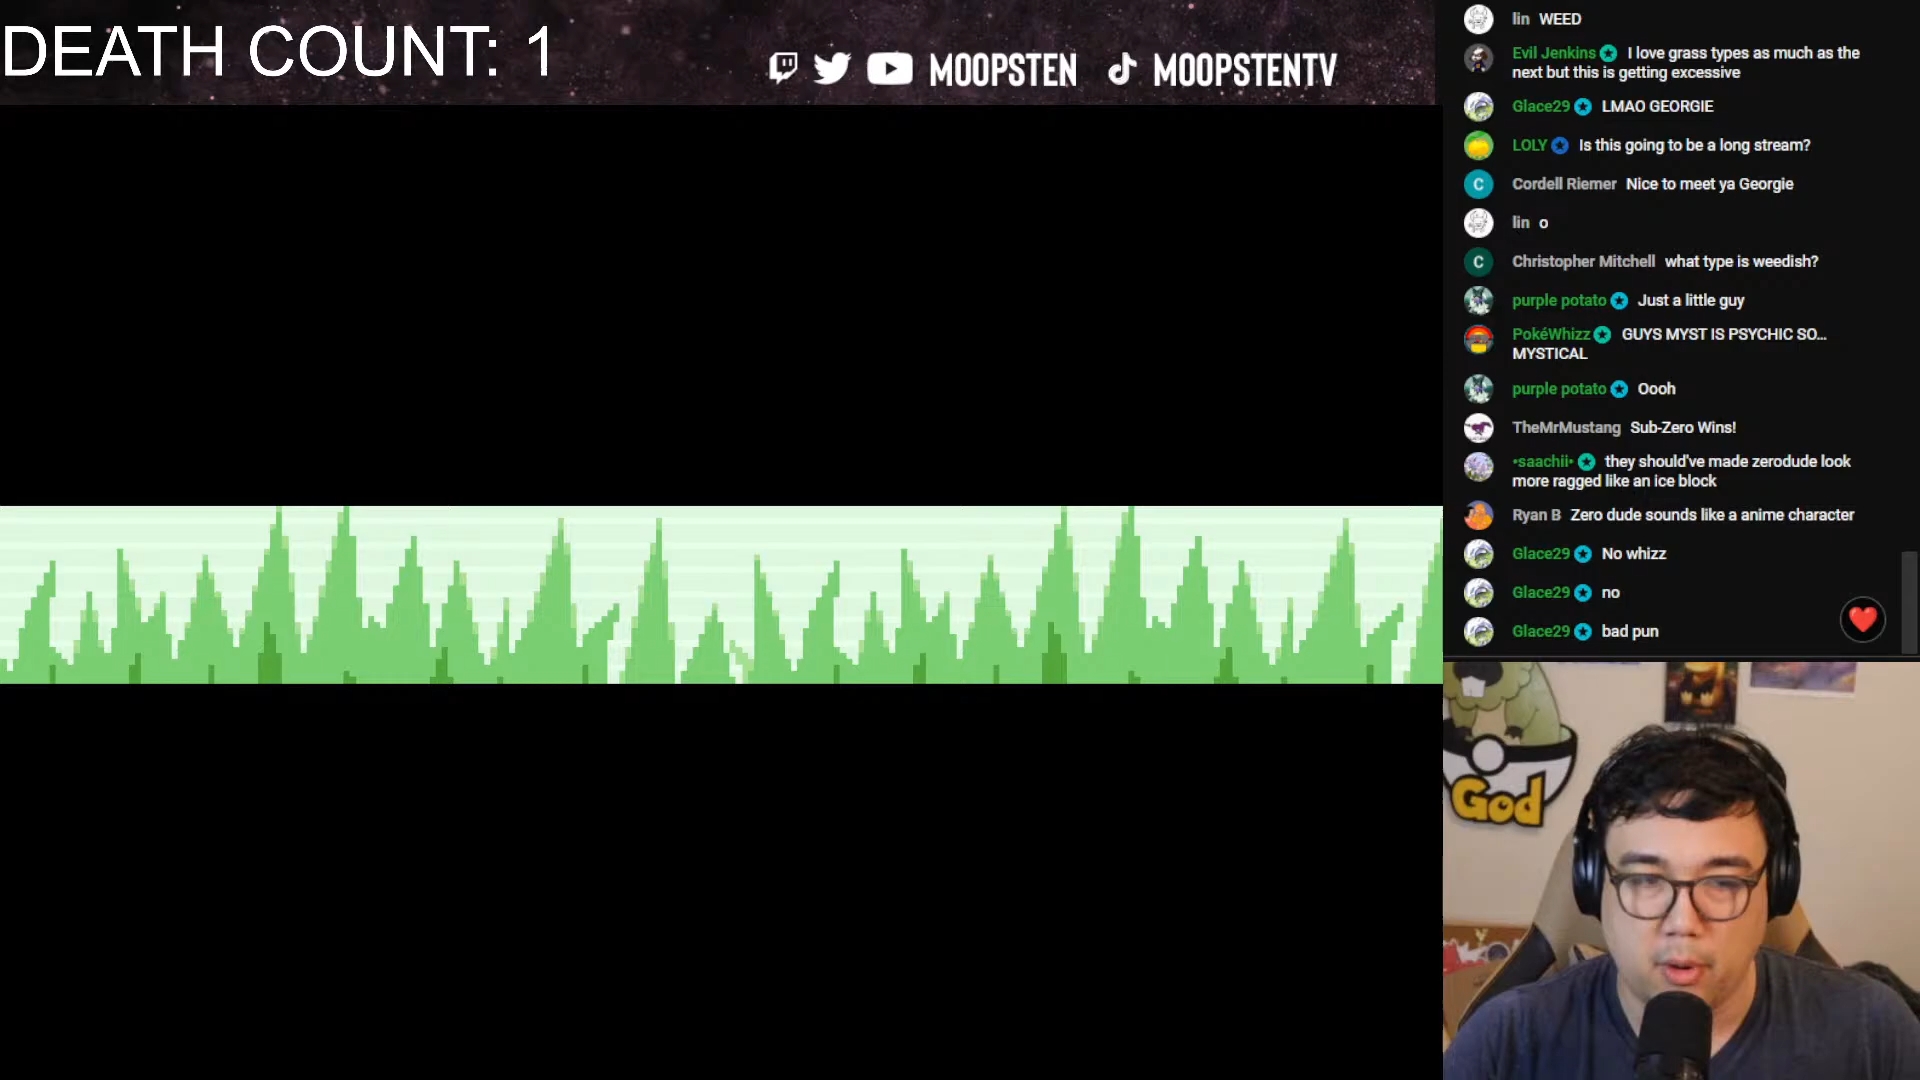 DEATH COUNT: 1
MOOPSTEN MOOPSTENTV
lin WEED
Evil Jenkins I love grass types as much as the
next but this is getting excessive
Glace29 LMAO GEORGIE
LOLY Is this going to be a long stream?
C Cordell Riemer Nice to meet ya Georgie
lin o
C Christopher Mitchell what type is weedish?
purple potato Just a little guy
PokéWhizz GUYS MYST IS PSYCHIC SO...
MYSTICAL
purple potato Oooh
TheMrMustang Sub-Zero Wins!
•saachii• they should've made zerodude look
more ragged like an ice block
Ryan B Zero dude sounds like a anime character
Glace29 No whizz
Glace29 no
Glace29 bad pun
God